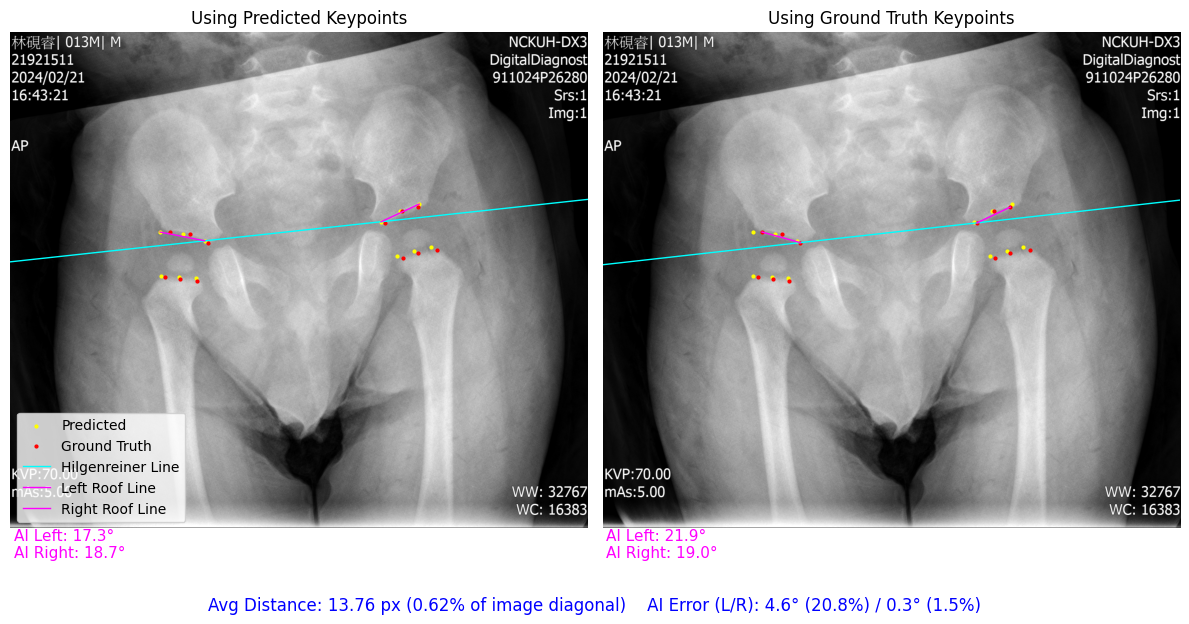 Using Predicted Keypoints
林硯睿| 013M| M
21921511
2024/02/21
16:43:21
AP
NCKUH-DX3
DigitalDiagnost
911024P26280
Srs:1
Img:1
Predicted
Ground Truth
Hilgenreiner Line
Left Roof Line
Right Roof Line
KVP:70.00
mAs:5.00
WW: 32767
WC: 16383
AI Left: 17.3°
AI Right: 18.7°
Using Ground Truth Keypoints
林硯睿| 013M| M
21921511
2024/02/21
16:43:21
AP
NCKUH-DX3
DigitalDiagnost
911024P26280
Srs:1
Img:1
KVP:70.00
mAs:5.00
WW: 32767
WC: 16383
AI Left: 21.9°
AI Right: 19.0°
Avg Distance: 13.76 px (0.62% of image diagonal) AI Error (L/R): 4.6° (20.8%) / 0.3° (1.5%)